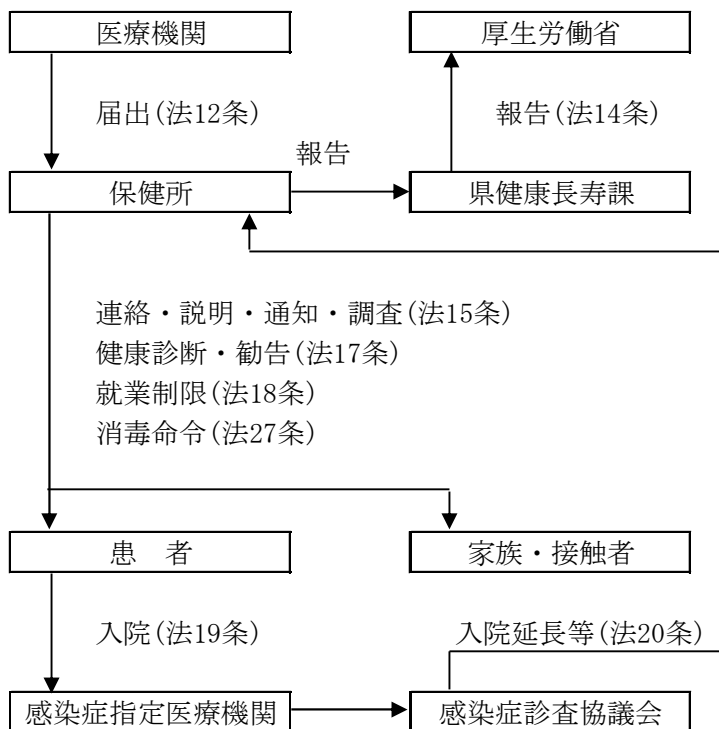 医療機関
厚生労働省
届出(法12条)
報告(法14条)
報告
保健所
県健康長寿課
連絡・説明・通知・調査(法15条)
健康診断・勧告(法17条)
就業制限(法18条)
消毒命令(法27条)
患　者
家族・接触者
入院(法19条)
入院延長等(法20条)
感染症指定医療機関
感染症診査協議会